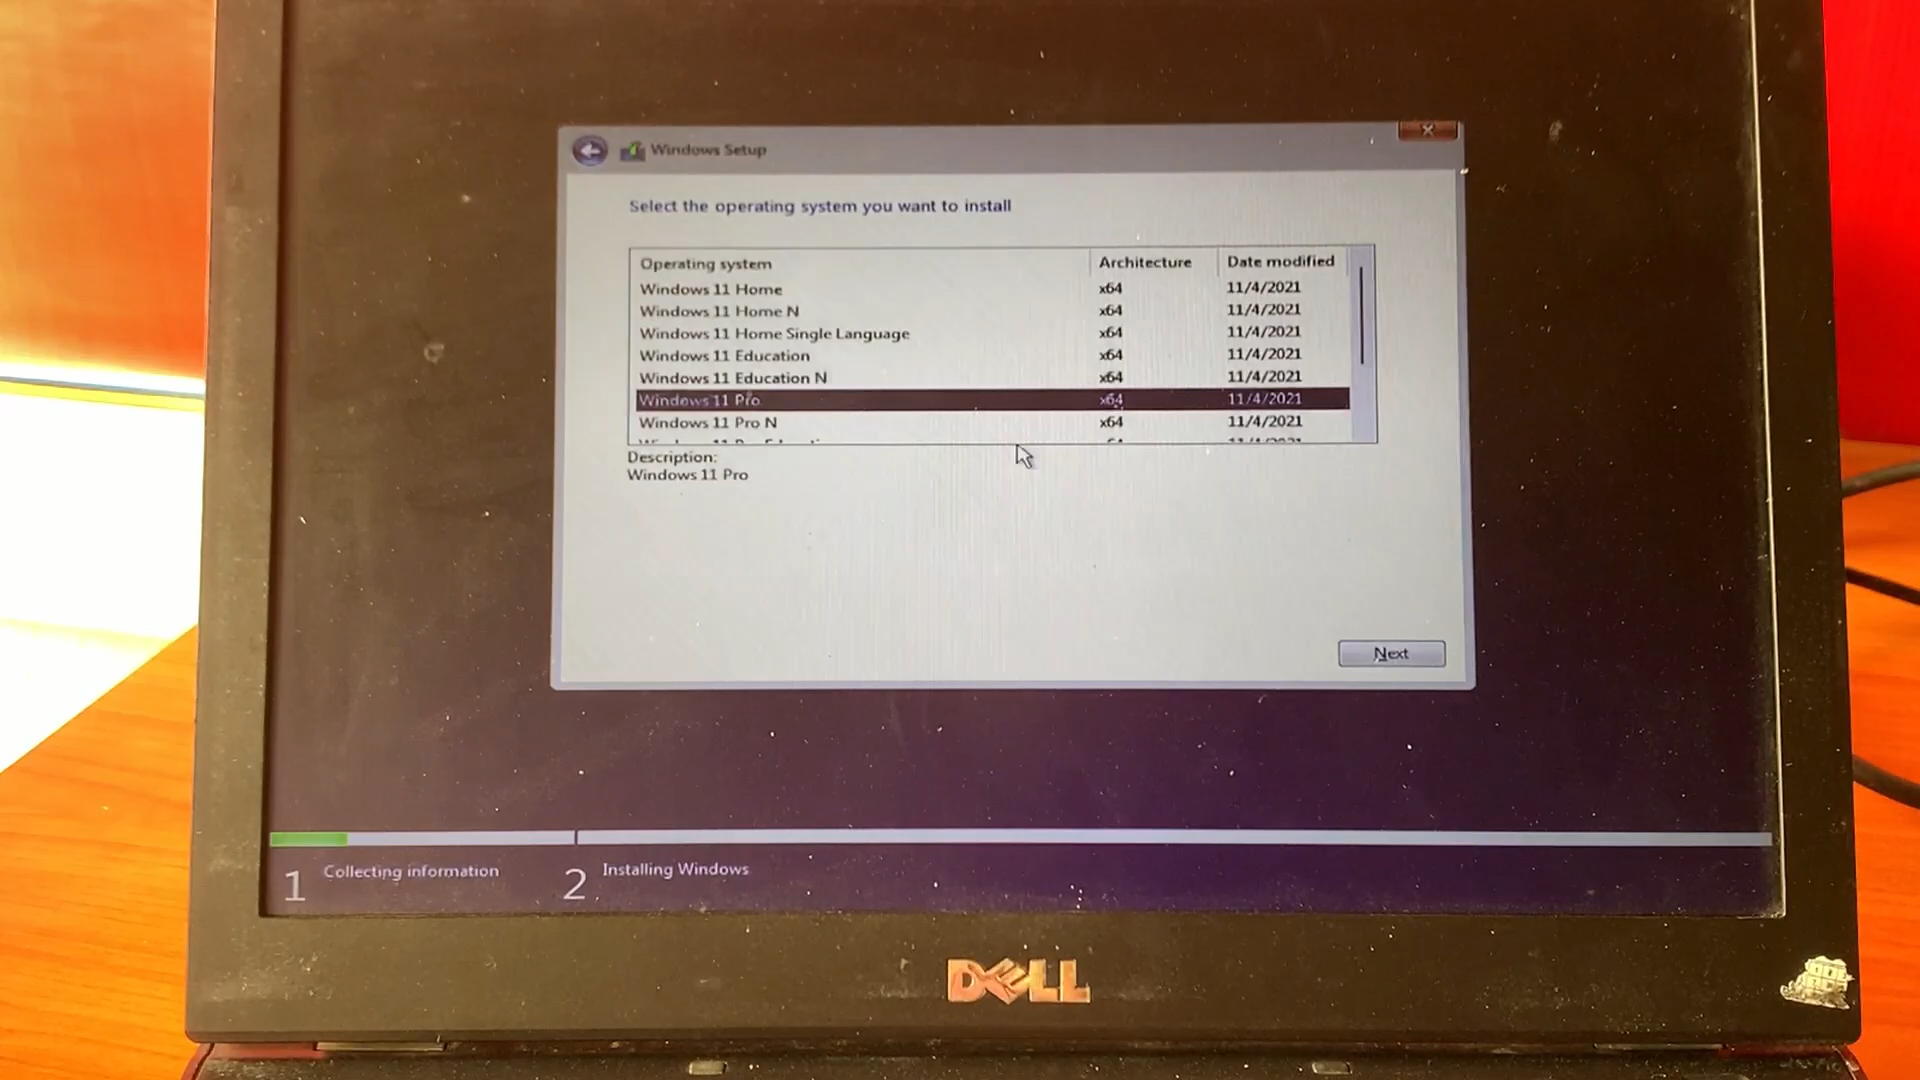 Windows Setup
Select the operating system you want to install
Operating system Architecture Date modified
Windows 11 Home x64 11/4/2021
Windows 11 Home N x64 11/4/2021
Windows 11 Home Single Language x64 11/4/2021
Windows 11 Education x64 11/4/2021
Windows 11 Education N x64 11/4/2021
Windows 11 Pro x64 11/4/2021
Windows 11 Pro N x64 11/4/2021
Description:
Windows 11 Pro
Next
1 Collecting information 2 Installing Windows
DELL